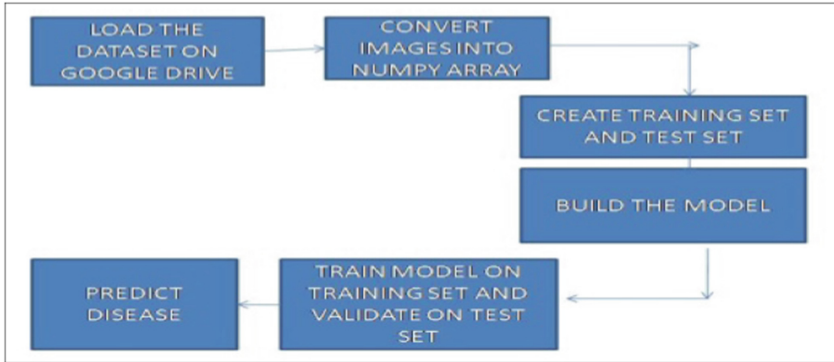 LOAD THE
DATASET ON
GOOGLE DRIVE
CONVERT
IMAGES INTO
NUMPY ARRAY
CREATE TRAINING SET
AND TEST SET
BUILD THE MODEL
TRAIN MODEL ON
TRAINING SET AND
VALIDATE ON TEST
SET
PREDICT
DISEASE